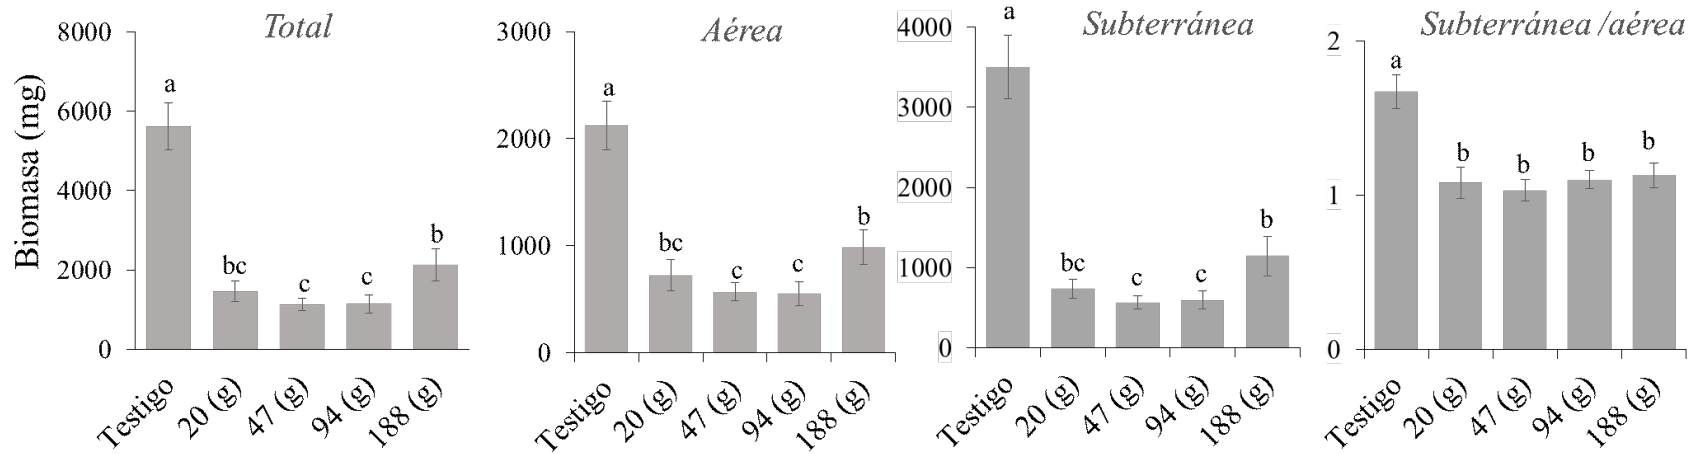 Total
Biomasa (mg)
8000
6000
4000
2000
0
a
bc
c
c
b
Testigo
20 (g)
47 (g)
94 (g)
188 (g)
Aérea
3000
2000
1000
0
a
bc
c
c
b
Testigo
20 (g)
47 (g)
94 (g)
188 (g)
Subterránea
4000
3000
2000
1000
0
a
bc
c
c
b
Testigo
20 (g)
47 (g)
94 (g)
188 (g)
Subterránea /aérea
2
1
0
a
b
b
b
b
Testigo
20 (g)
47 (g)
94 (g)
188 (g)